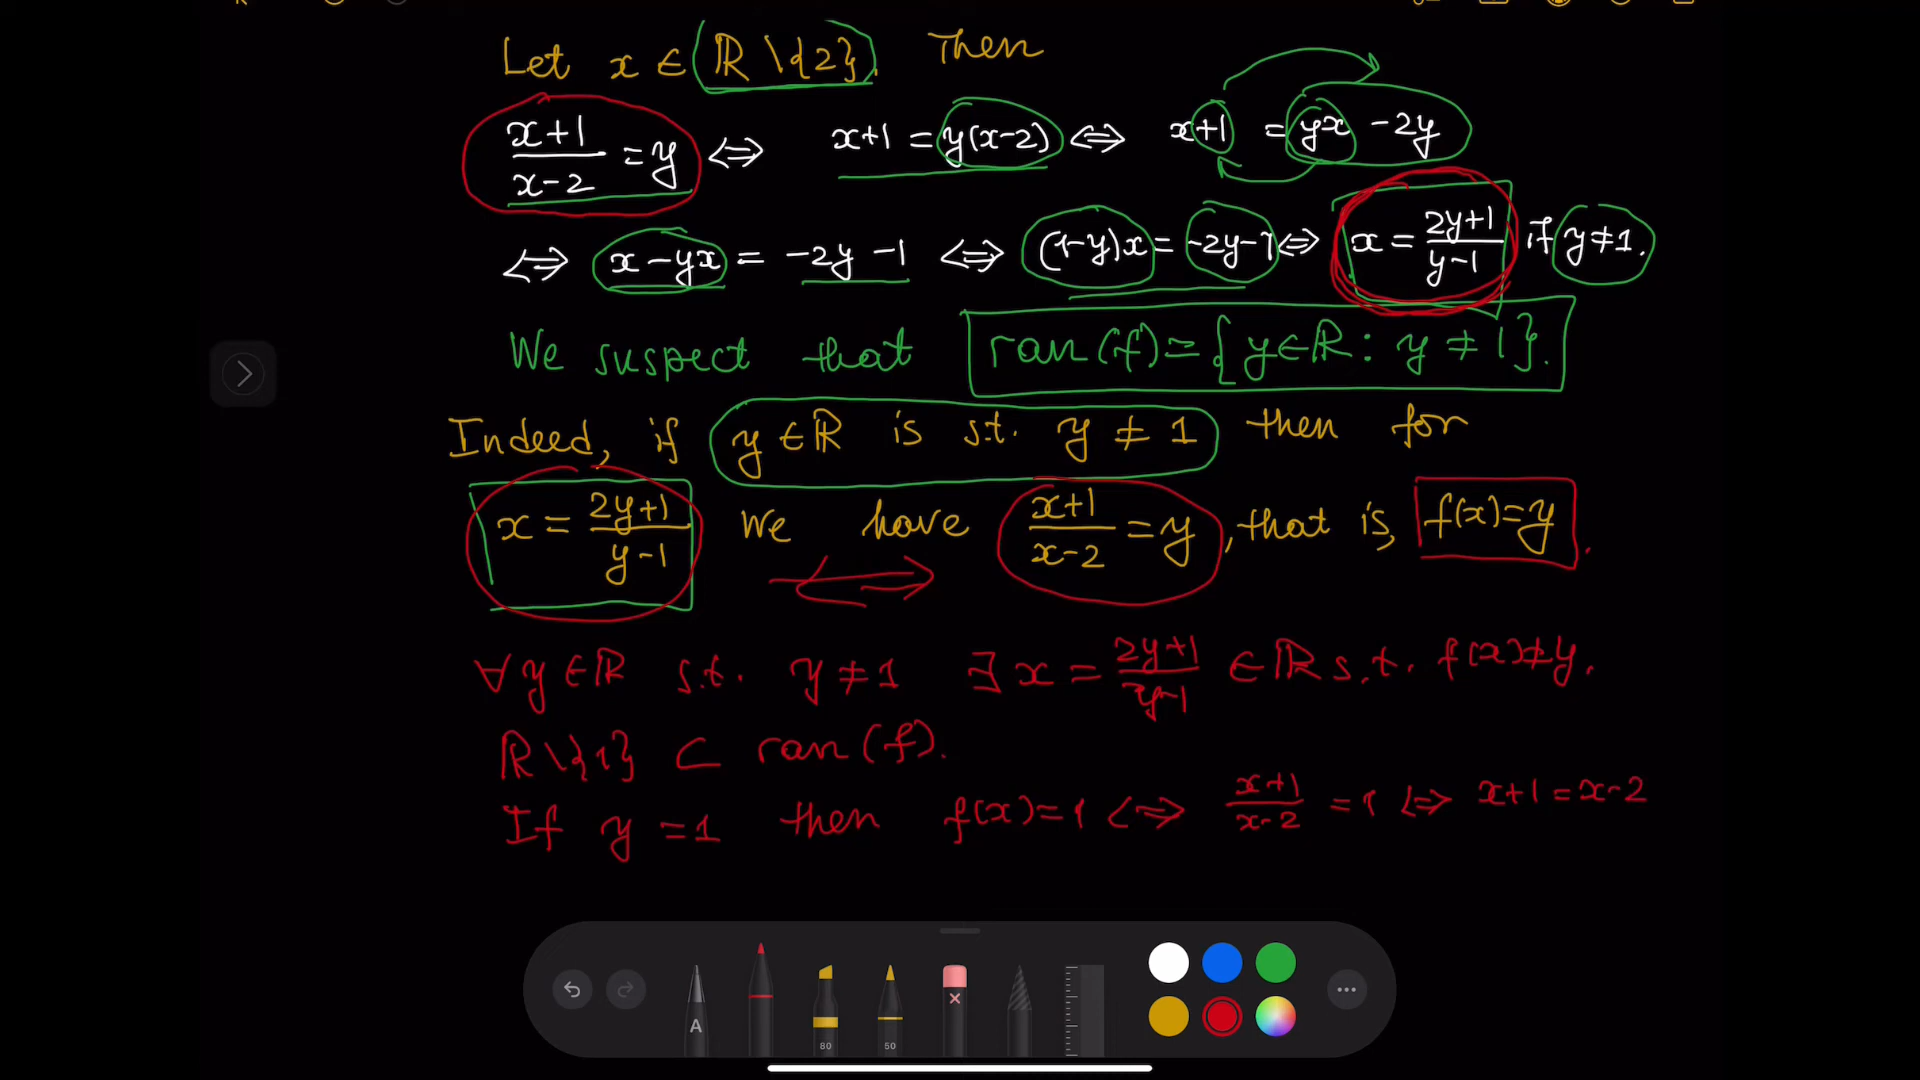 Let x ∈ ℝ \ {2}. Then
(x+1)/(x-2) = y ⇔ x+1 = y(x-2) ⇔ x+1 = yx - 2y
⇔ x - yx = -2y - 1 ⇔ (1-y)x = -2y-1 ⇔ x = (2y+1)/(y-1) if y ≠ 1.
We suspect that ran(f) = {y ∈ ℝ : y ≠ 1}.
Indeed, if y ∈ ℝ is s.t. y ≠ 1 then for
x = (2y+1)/(y-1) we have (x+1)/(x-2) = y, that is, f(x) = y.
∀ y ∈ ℝ s.t. y ≠ 1 ∃ x = (2y+1)/(y-1) ∈ ℝ s.t. f(x) ≠ y.
ℝ \ {1} ⊂ ran(f).
If y = 1 then f(x) = 1 ⇔ (x+1)/(x-2) = 1 ⇔ x+1 = x-2
A
80
50